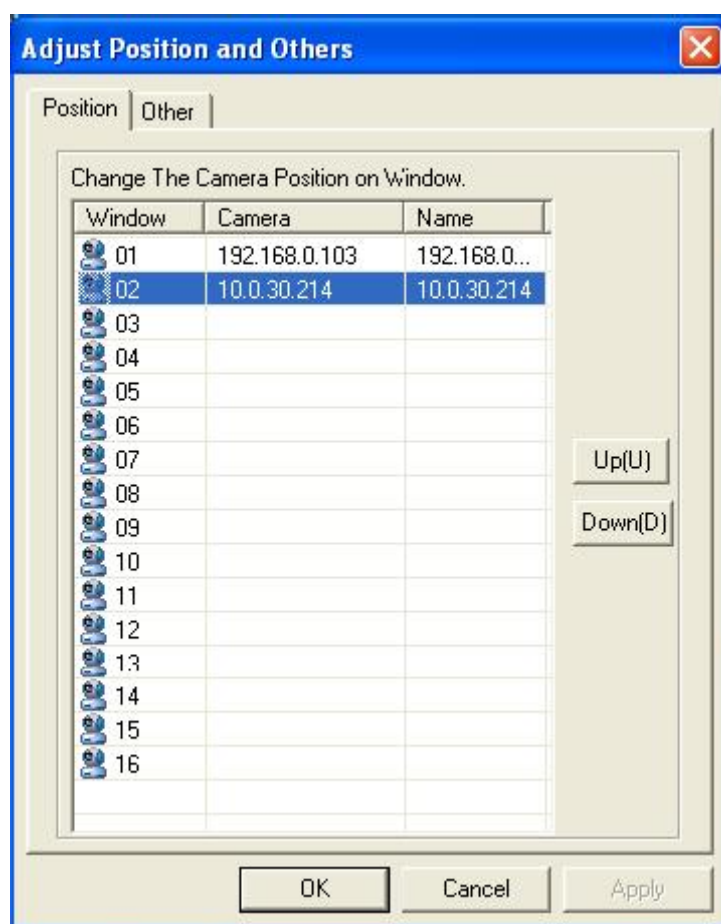 Adjust Position and Others
Position Other
Change The Camera Position on Window.
Window Camera Name
01 192.168.0.103 192.168.0...
02 10.0.30.214 10.0.30.214
03
04
05
06
07
Up(U)
08
09
Down(D)
10
11
12
13
14
15
16
OK Cancel Apply